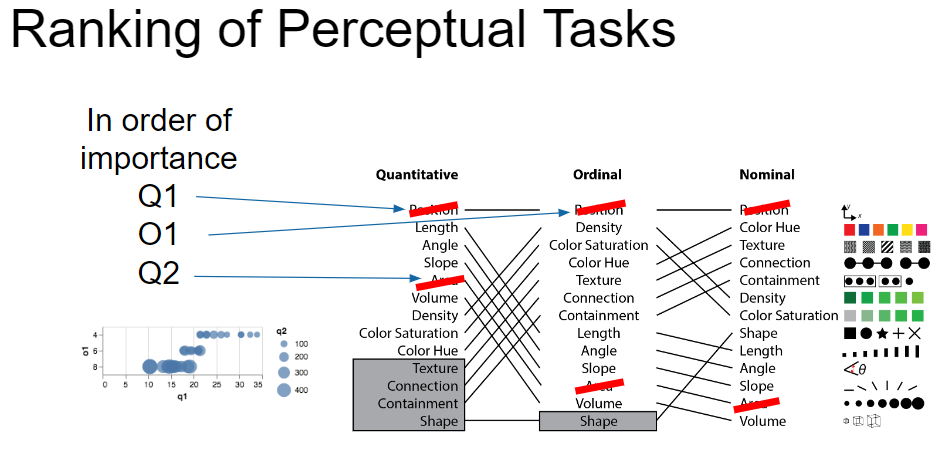 Ranking of Perceptual Tasks
In order of
importance
Q1
O1
Q2
Quantitative
Position
Length
Angle
Slope
Area
Volume
Density
Color Saturation
Color Hue
Texture
Connection
Containment
Shape
Ordinal
Position
Density
Color Saturation
Color Hue
Texture
Connection
Containment
Length
Angle
Slope
Area
Volume
Shape
Nominal
Position
Color Hue
Texture
Connection
Containment
Density
Color Saturation
Shape
Length
Angle
Slope
Area
Volume
y
x
θ
o1
4
6
8
0 5 10 15 20 25 30 35
q1
q2
100
200
300
400